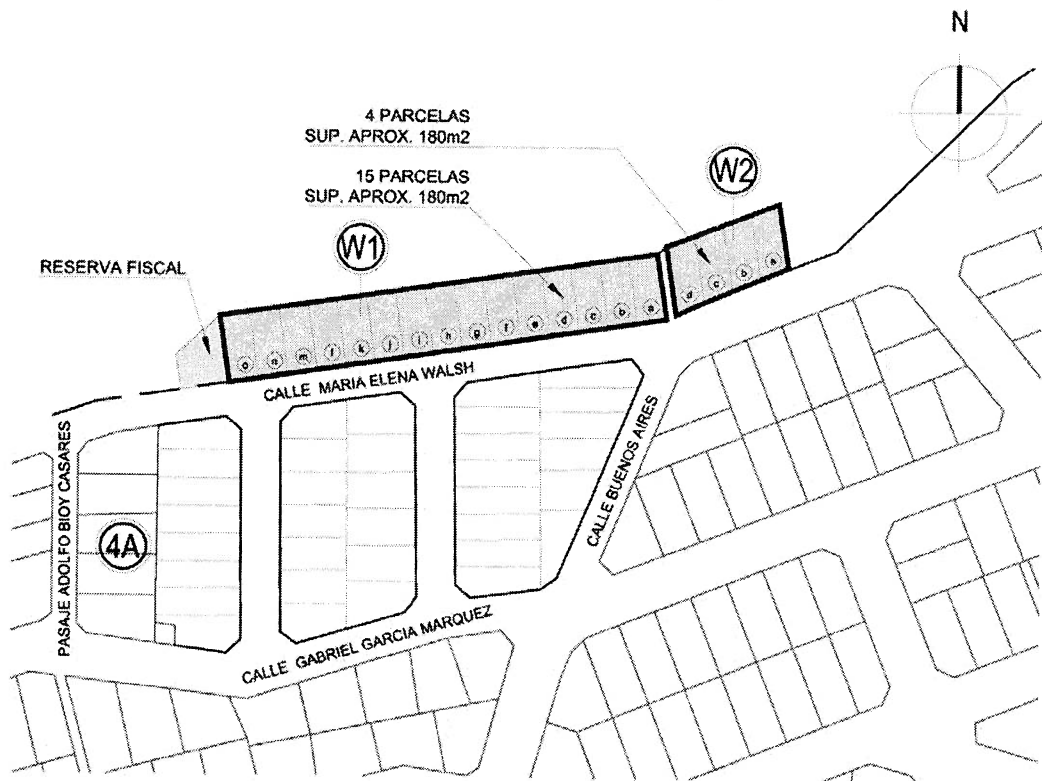 N
4 PARCELAS
SUP. APROX. 180m2
W2
15 PARCELAS
SUP. APROX. 180m2
W1
RESERVA FISCAL
d c b a
o n m l k j i h g f e d c b a
CALLE MARIA ELENA WALSH
PASAJE ADOLFO BIOY CASARES
CALLE BUENOS AIRES
4A
CALLE GABRIEL GARCIA MARQUEZ